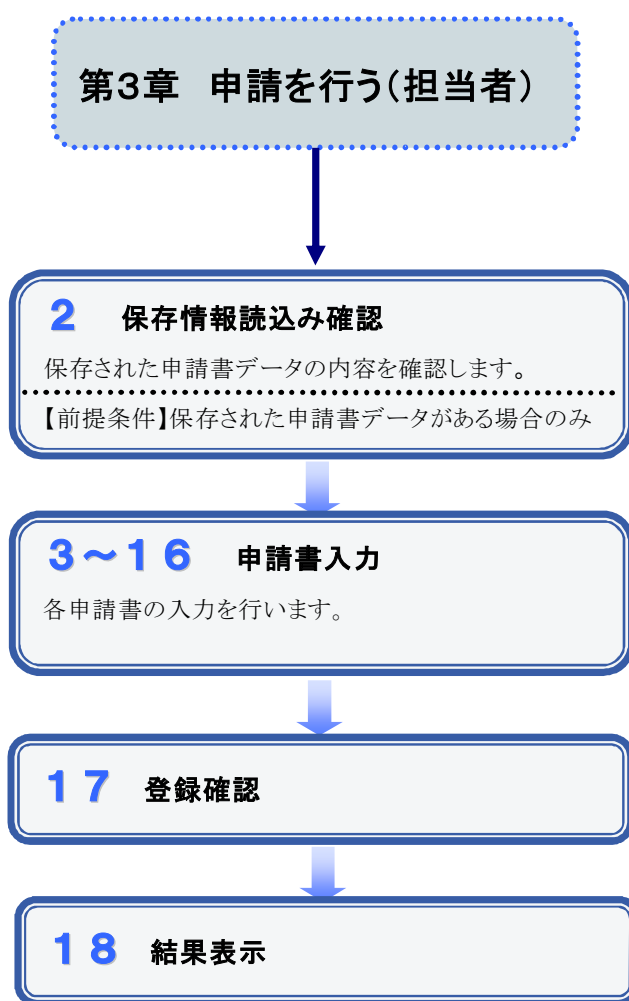 第3章　申請を行う（担当者）
2　保存情報読込み確認
保存された申請書データの内容を確認します。
【前提条件】保存された申請書データがある場合のみ
３～１６　申請書入力
各申請書の入力を行います。
１７　登録確認
１８　結果表示